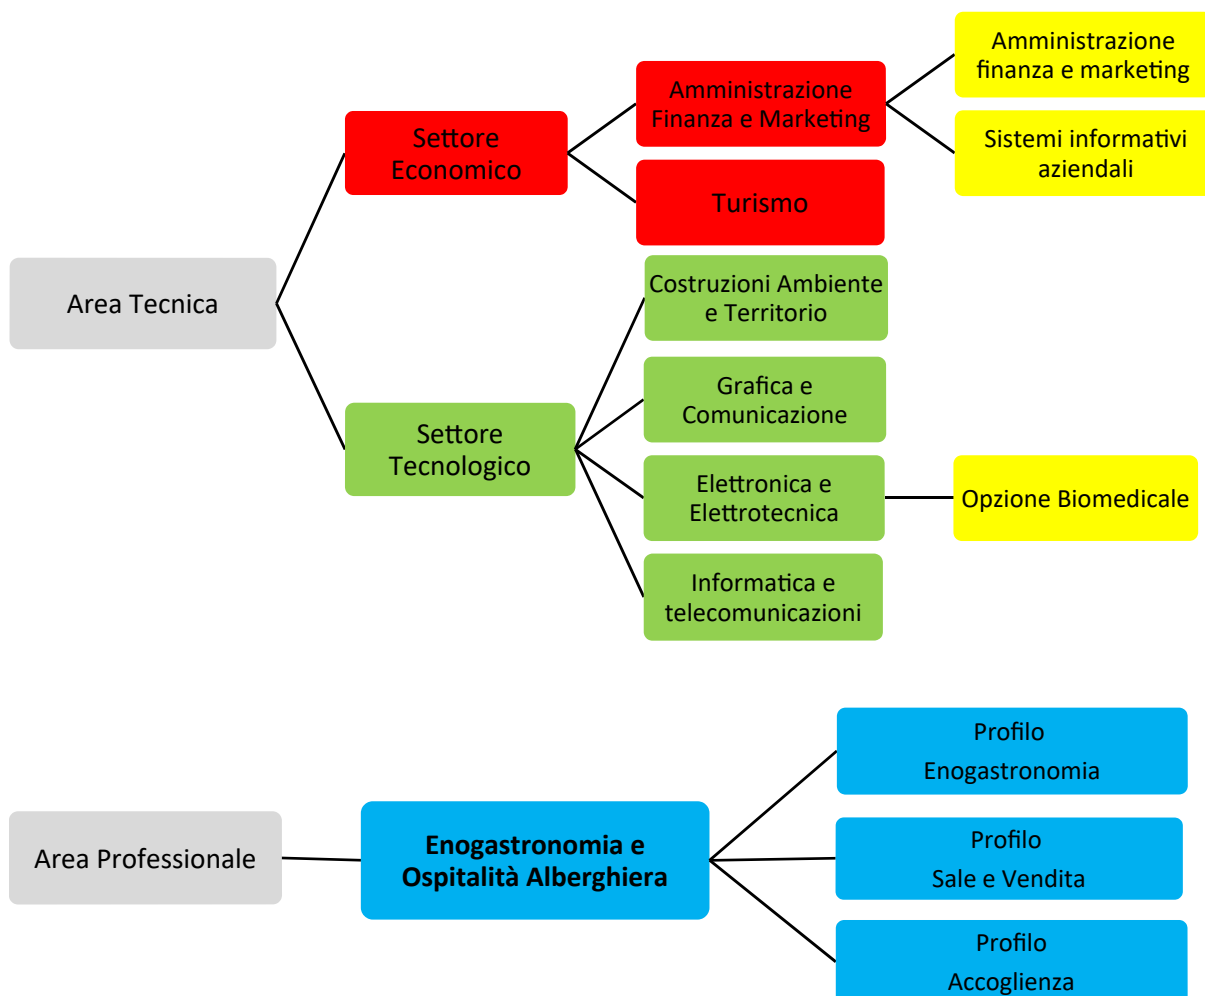 Amministrazione
finanza e marketing
Amministrazione
Finanza e Marketing
Settore
Economico
Sistemi informativi
aziendali
Turismo
Area Tecnica
Costruzioni Ambiente
e Territorio
Grafica e
Comunicazione
Settore
Tecnologico
Elettronica e
Elettrotecnica
Opzione Biomedicale
Informatica e
telecomunicazioni
Profilo
Enogastronomia
Area Professionale
Enogastronomia e
Ospitalità Alberghiera
Profilo
Sale e Vendita
Profilo
Accoglienza